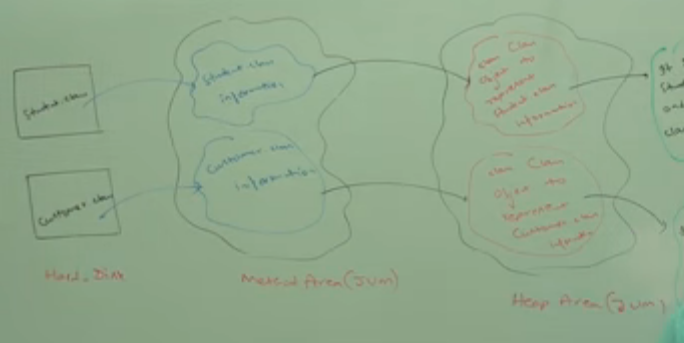 Student.class
Customer.class
Hard Disk
Student.class
information
Customer.class
information
Method Area (JVM)
class Class
object to
represent
Student.class
information
class Class
object to
represent
Customer.class
Heap Area (JVM)